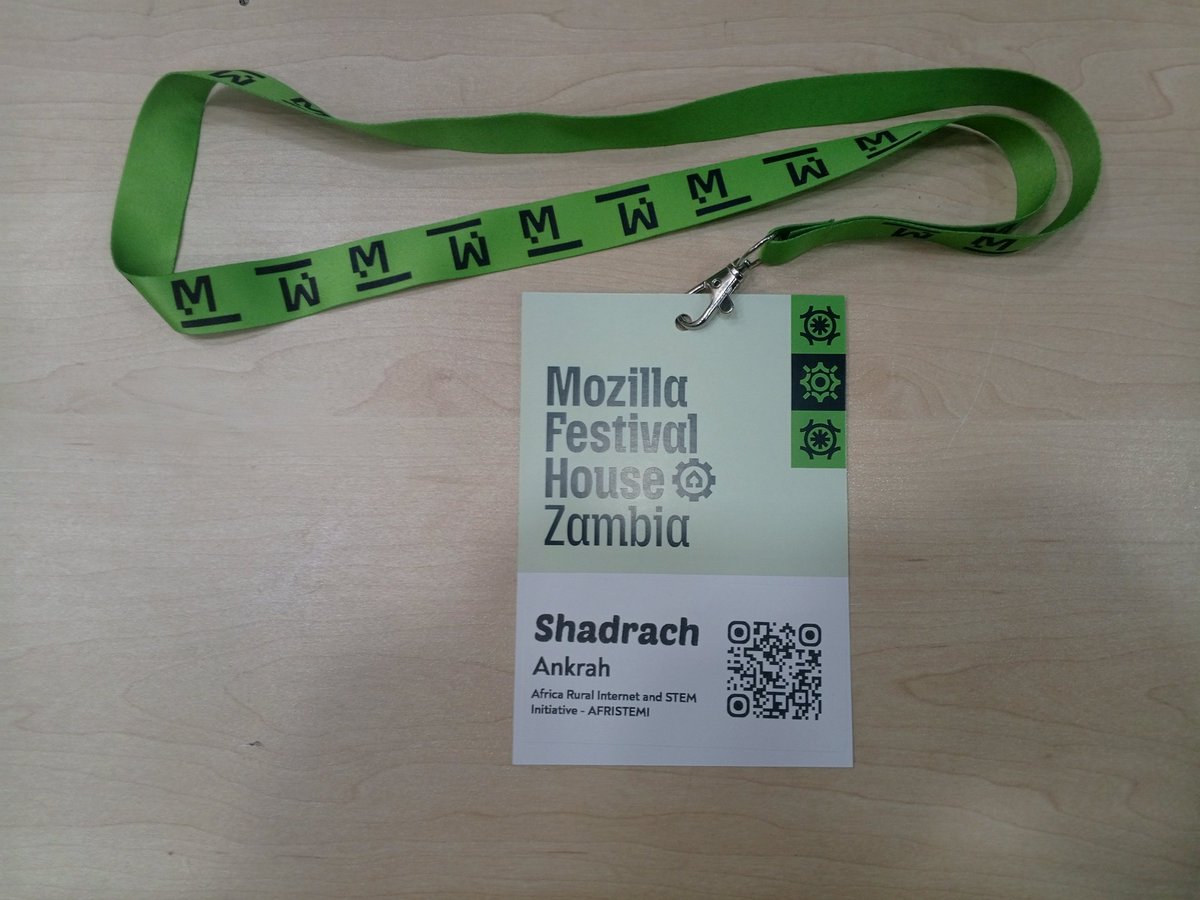 M M M M M M M M M
M M
M M
Mozilla
Festival
House
Zambia
Shadrach
Ankrah
Africa Rural Internet and STEM
Initiative - AFRISTEMI